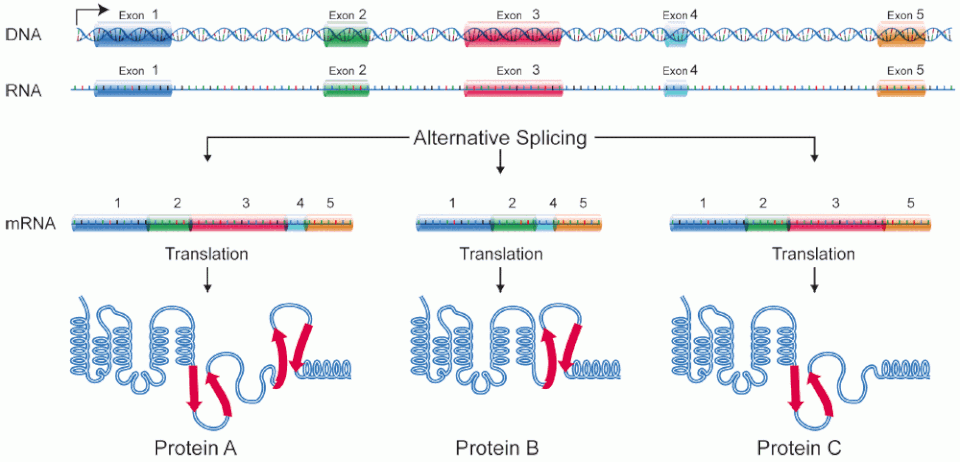 Exon 1 Exon 2 Exon 3 Exon 4 Exon 5
DNA
Exon 1 Exon 2 Exon 3 Exon 4 Exon 5
RNA
Alternative Splicing
1 2 3 4 5 1 2 4 5 1 2 3 5
mRNA
Translation Translation Translation
Protein A Protein B Protein C